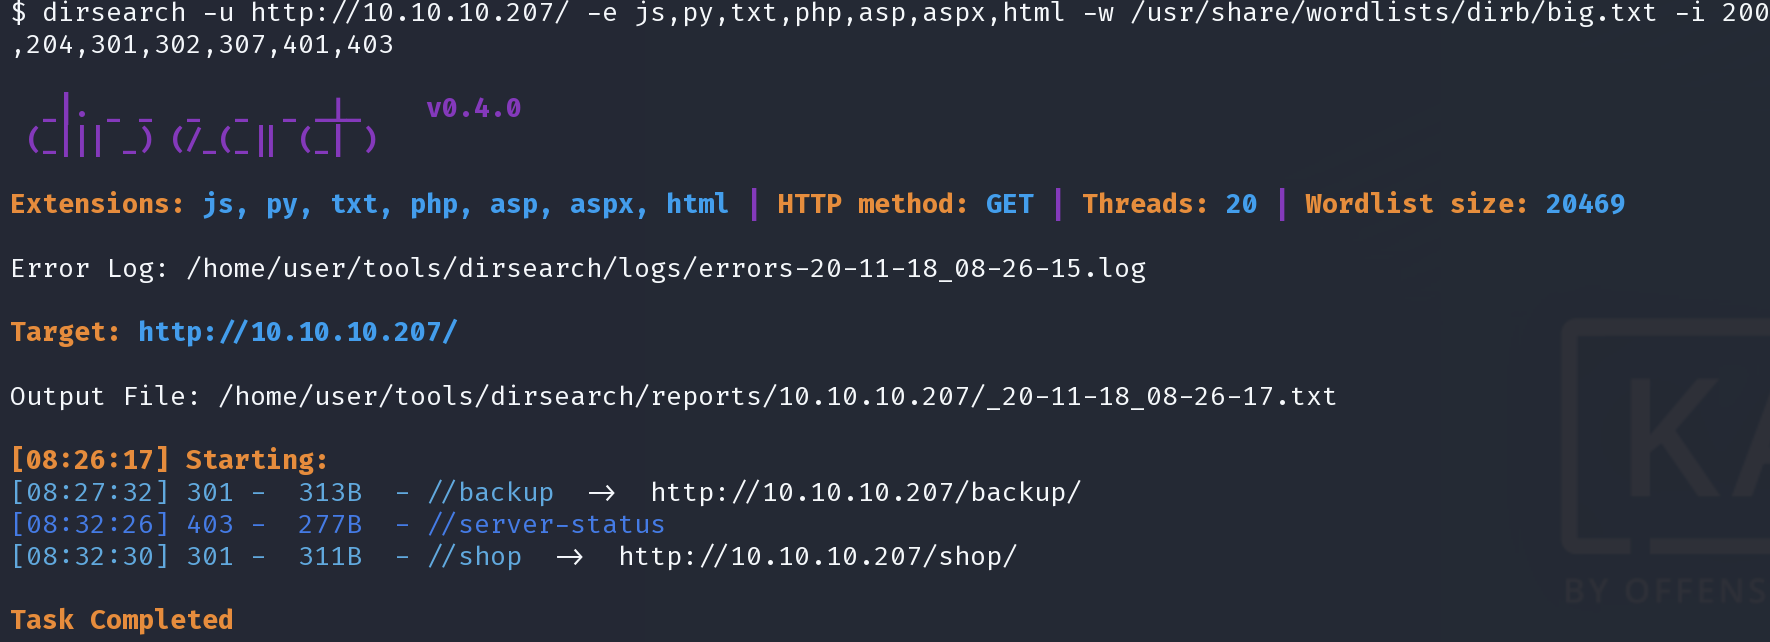 $ dirsearch -u http://10.10.10.207/ -e js,py,txt,php,asp,aspx,html -w /usr/share/wordlists/dirb/big.txt -i 200
,204,301,302,307,401,403
v0.4.0
Extensions: js, py, txt, php, asp, aspx, html | HTTP method: GET | Threads: 20 | Wordlist size: 20469
Error Log: /home/user/tools/dirsearch/logs/errors-20-11-18_08-26-15.log
Target: http://10.10.10.207/
Output File: /home/user/tools/dirsearch/reports/10.10.10.207/_20-11-18_08-26-17.txt
[08:26:17] Starting:
[08:27:32] 301 -  313B  - //backup  ->  http://10.10.10.207/backup/
[08:32:26] 403 -  277B  - //server-status
[08:32:30] 301 -  311B  - //shop  ->  http://10.10.10.207/shop/
Task Completed
KA
BY OFFENS